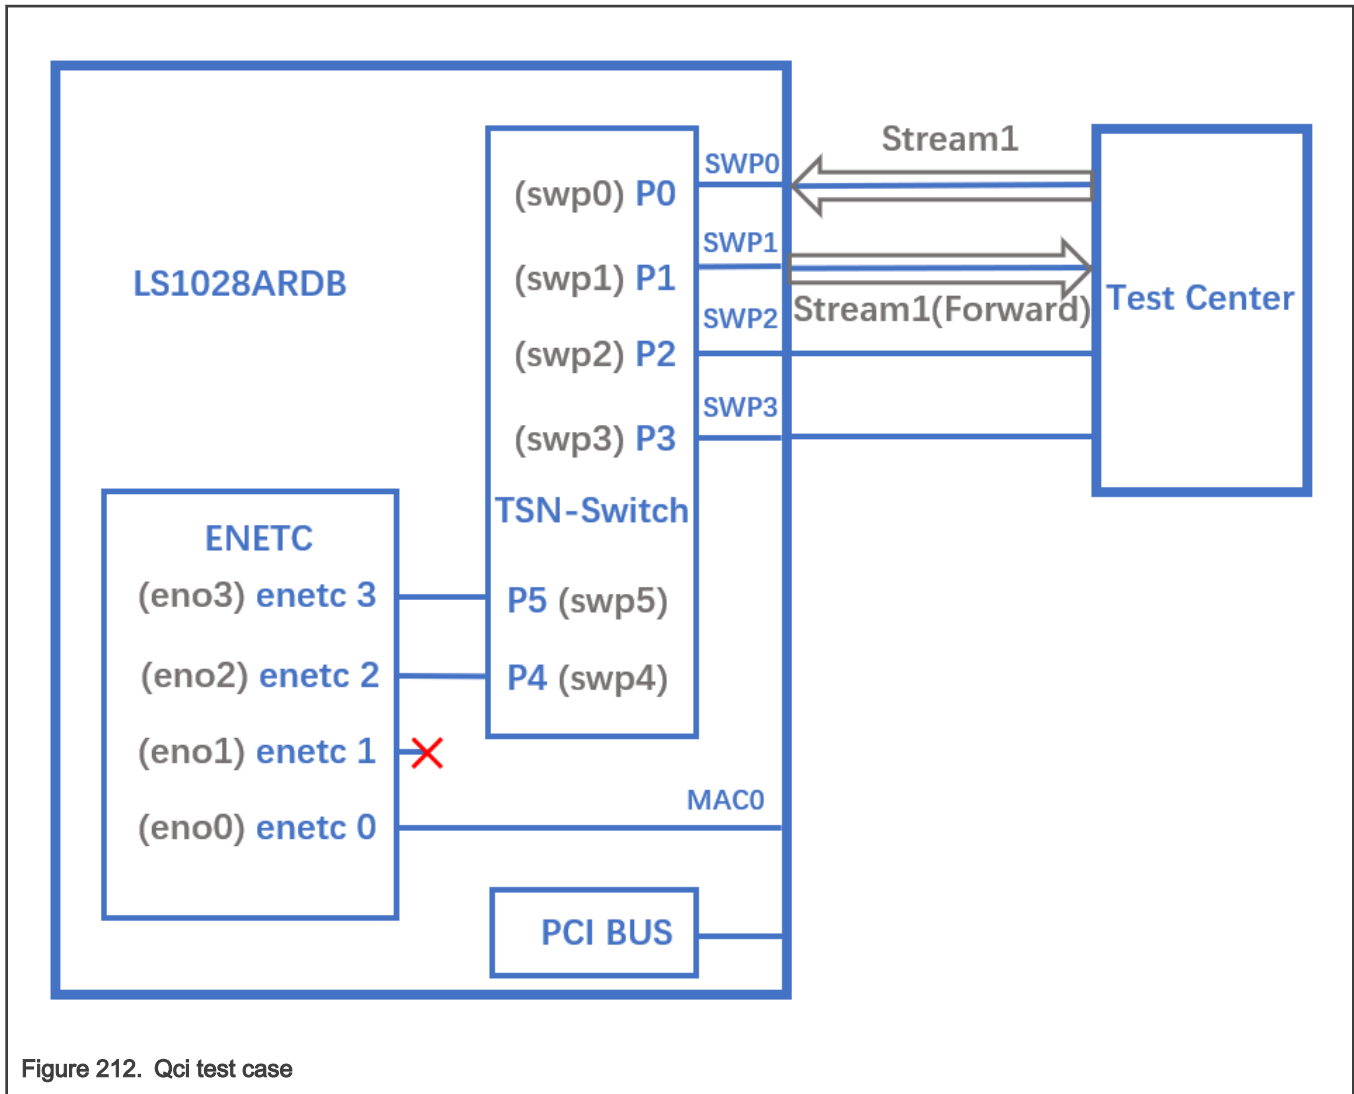 Stream1
SWP0
(swp0) P0
SWP1
(swp1) P1
LS1028ARDB
Test Center
Stream1(Forward)
SWP2
(swp2) P2
SWP3
(swp3) P3
TSN-Switch
ENETC
(eno3) enetc 3
P5 (swp5)
(eno2) enetc 2
P4 (swp4)
(eno1) enetc 1
MAC0
(eno0) enetc 0
PCI BUS
Figure 212. Qci test case